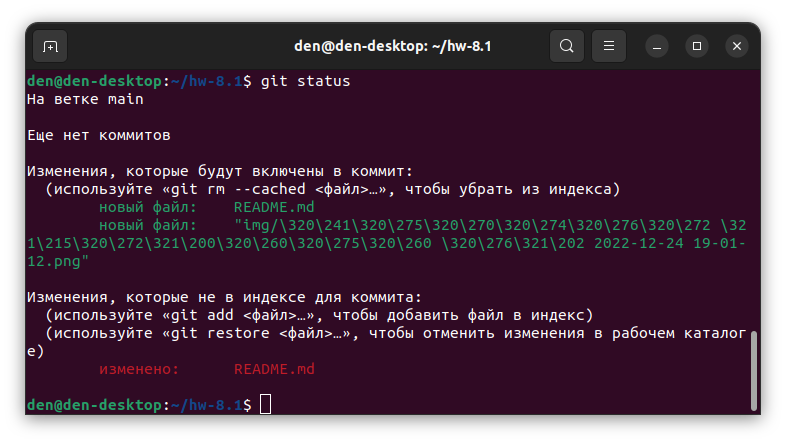 den@den-desktop: ~/hw-8.1
den@den-desktop:~/hw-8.1$ git status
На ветке main
Еще нет коммитов
Изменения, которые будут включены в коммит:
  (используйте «git rm --cached <файл>…», чтобы убрать из индекса)
        новый файл:    README.md
        новый файл:    "img/\320\241\320\275\320\270\320\274\320\276\320\272 \32
1\215\320\272\321\200\320\260\320\275\320\260 \320\276\321\202 2022-12-24 19-01-
12.png"
Изменения, которые не в индексе для коммита:
  (используйте «git add <файл>…», чтобы добавить файл в индекс)
  (используйте «git restore <файл>…», чтобы отменить изменения в рабочем каталог
е)
        изменено:      README.md
den@den-desktop:~/hw-8.1$